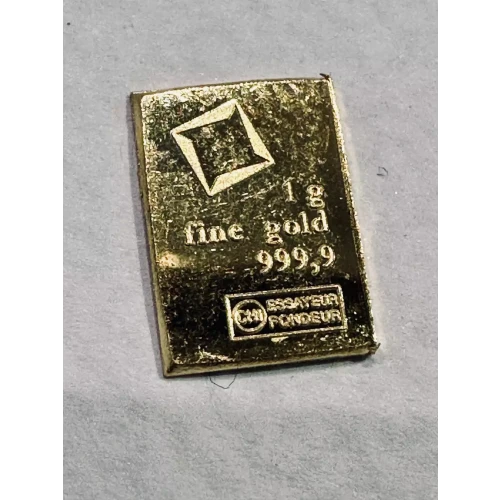 1 g
fine gold
999,9
CHI
ESSAYEUR
FONDEUR